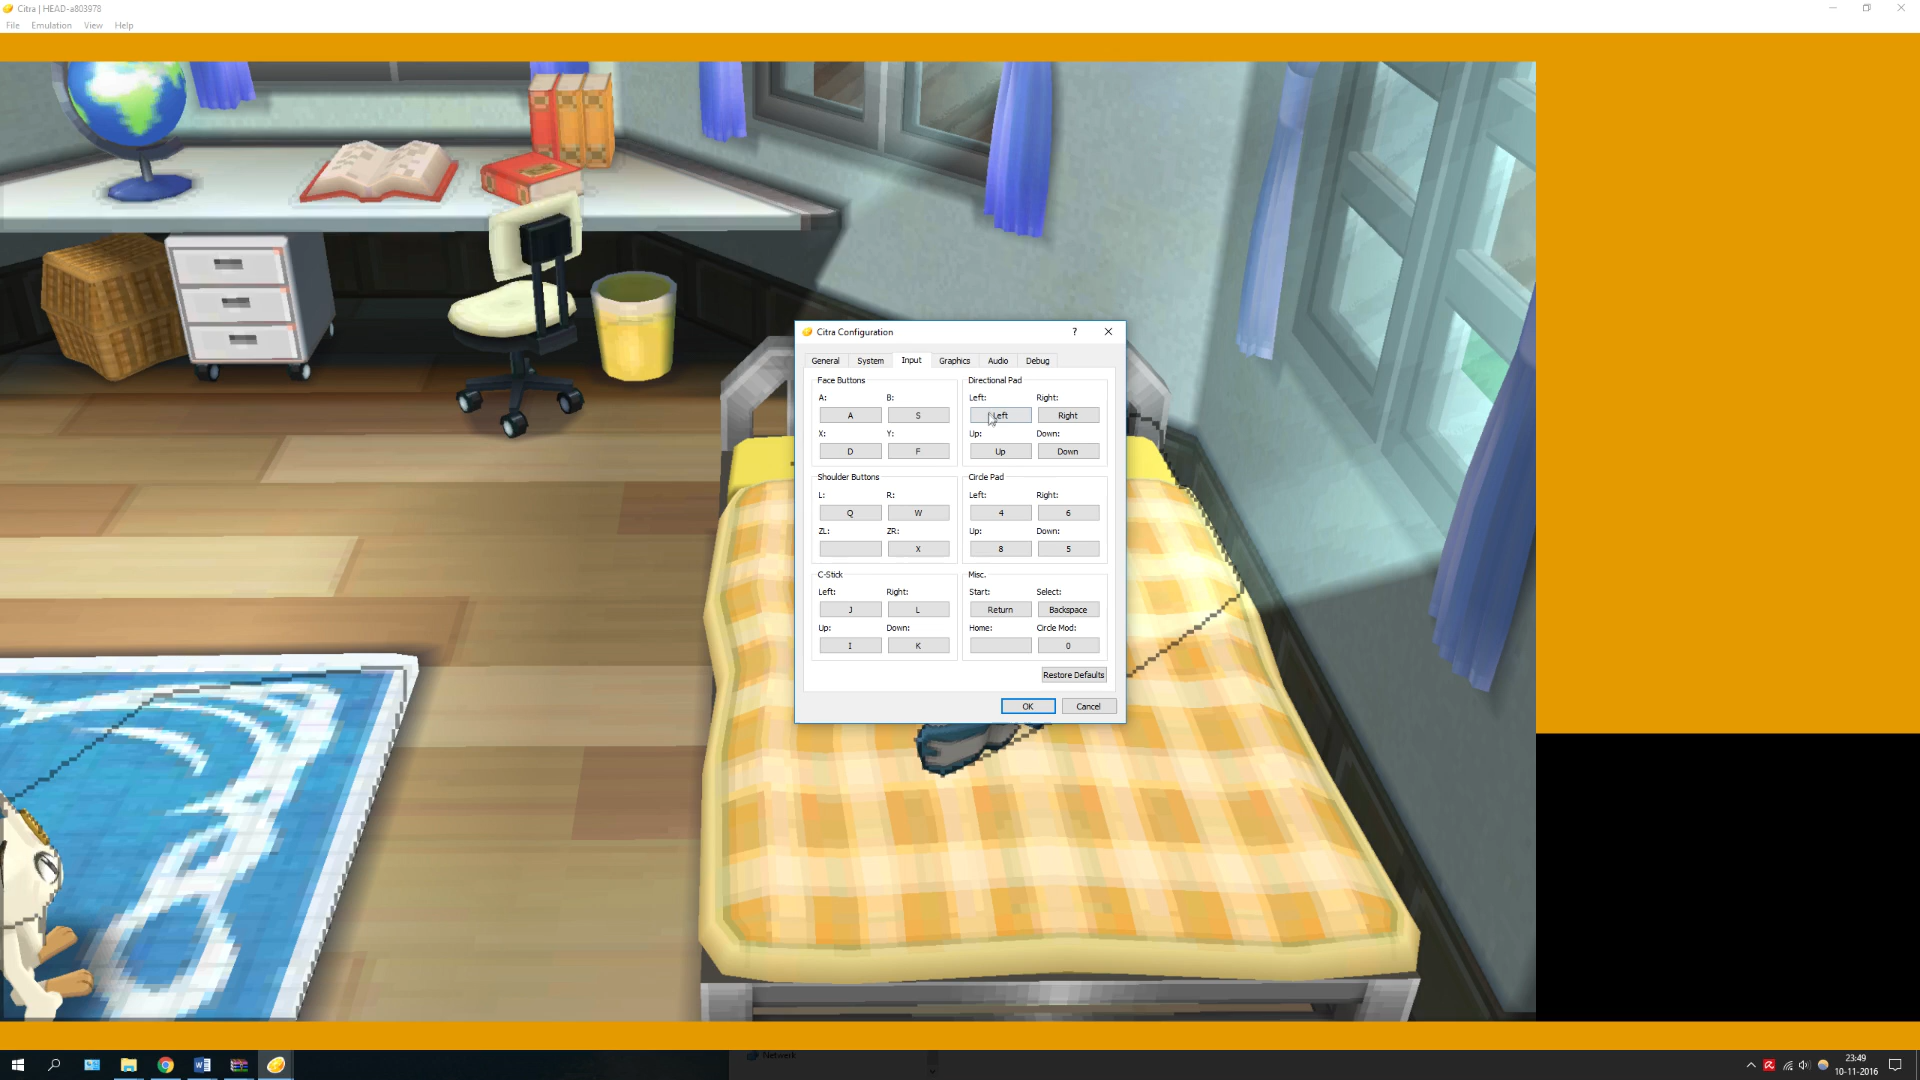 Citra | HEAD-a803978
File Emulation View Help
Citra Configuration ?
General System Input Graphics Audio Debug
Face Buttons
A: B:
A S
X: Y:
D F
Directional Pad
Left: Right:
Left Right
Up: Down:
Up Down
Shoulder Buttons
L: R:
Q W
ZL: ZR:
X
Circle Pad
Left: Right:
4 6
Up: Down:
8 5
C-Stick
Left: Right:
J L
Up: Down:
I K
Misc.
Start: Select:
Return Backspace
Home: Circle Mod:
0
Restore Defaults
OK Cancel
Netwerk
23:49
10-11-2016